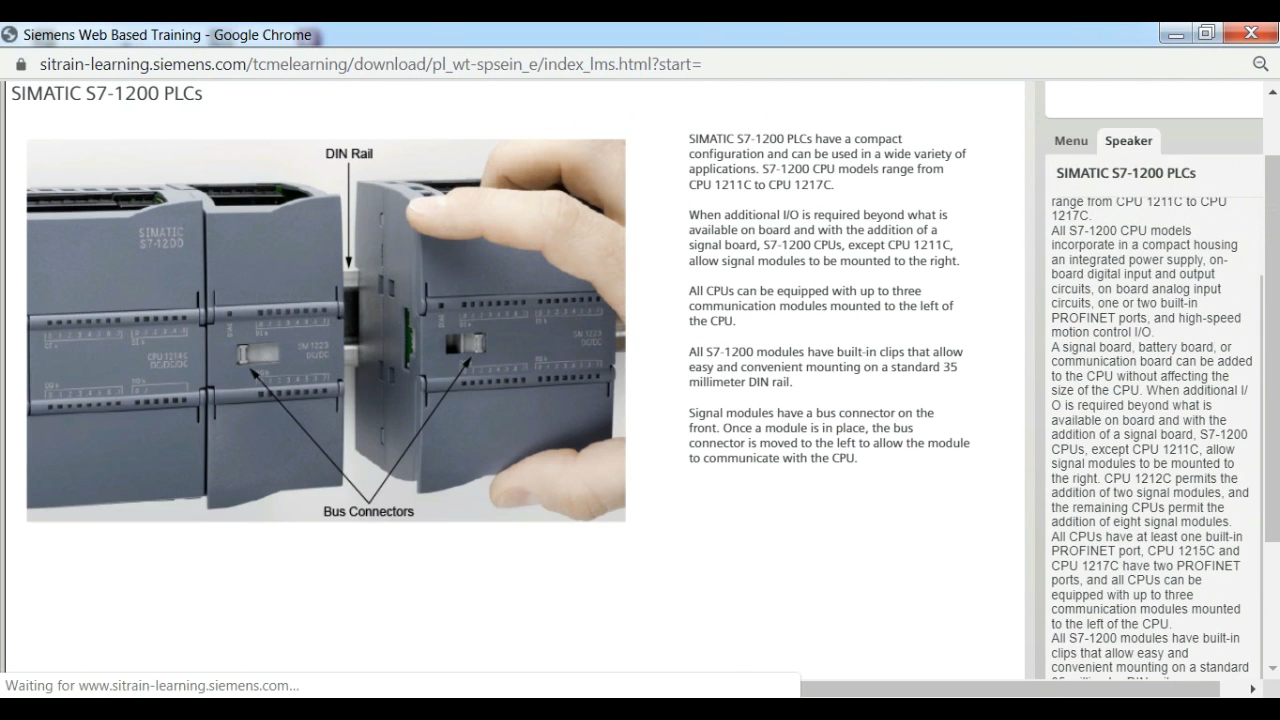 Siemens Web Based Training - Google Chrome
sitrain-learning.siemens.com/tcmelearning/download/pl_wt-spsein_e/index_lms.html?start=
SIMATIC S7-1200 PLCs
DIN Rail
SIMATIC
S7-1200
CPU 1214C
DC/DC/DC
SM 1223
DC/DC
SM 1223
DC/DC
Bus Connectors
SIMATIC S7-1200 PLCs have a compact
configuration and can be used in a wide variety of
applications. S7-1200 CPU models range from
CPU 1211C to CPU 1217C.
When additional I/O is required beyond what is
available on board and with the addition of a
signal board, S7-1200 CPUs, except CPU 1211C,
allow signal modules to be mounted to the right.
All CPUs can be equipped with up to three
communication modules mounted to the left of
the CPU.
All S7-1200 modules have built-in clips that allow
easy and convenient mounting on a standard 35
millimeter DIN rail.
Signal modules have a bus connector on the
front. Once a module is in place, the bus
connector is moved to the left to allow the module
to communicate with the CPU.
Menu Speaker
SIMATIC S7-1200 PLCs
range from CPU 1211C to CPU
1217C.
All S7-1200 CPU models
incorporate in a compact housing
an integrated power supply, on-
board digital input and output
circuits, on board analog input
circuits, one or two built-in
PROFINET ports, and high-speed
motion control I/O.
A signal board, battery board, or
communication board can be added
to the CPU without affecting the
size of the CPU. When additional I/
O is required beyond what is
available on board and with the
addition of a signal board, S7-1200
CPUs, except CPU 1211C, allow
signal modules to be mounted to
the right. CPU 1212C permits the
addition of two signal modules, and
the remaining CPUs permit the
addition of eight signal modules.
All CPUs have at least one built-in
PROFINET port, CPU 1215C and
CPU 1217C have two PROFINET
ports, and all CPUs can be
equipped with up to three
communication modules mounted
to the left of the CPU.
All S7-1200 modules have built-in
clips that allow easy and
convenient mounting on a standard
Waiting for www.sitrain-learning.siemens.com...